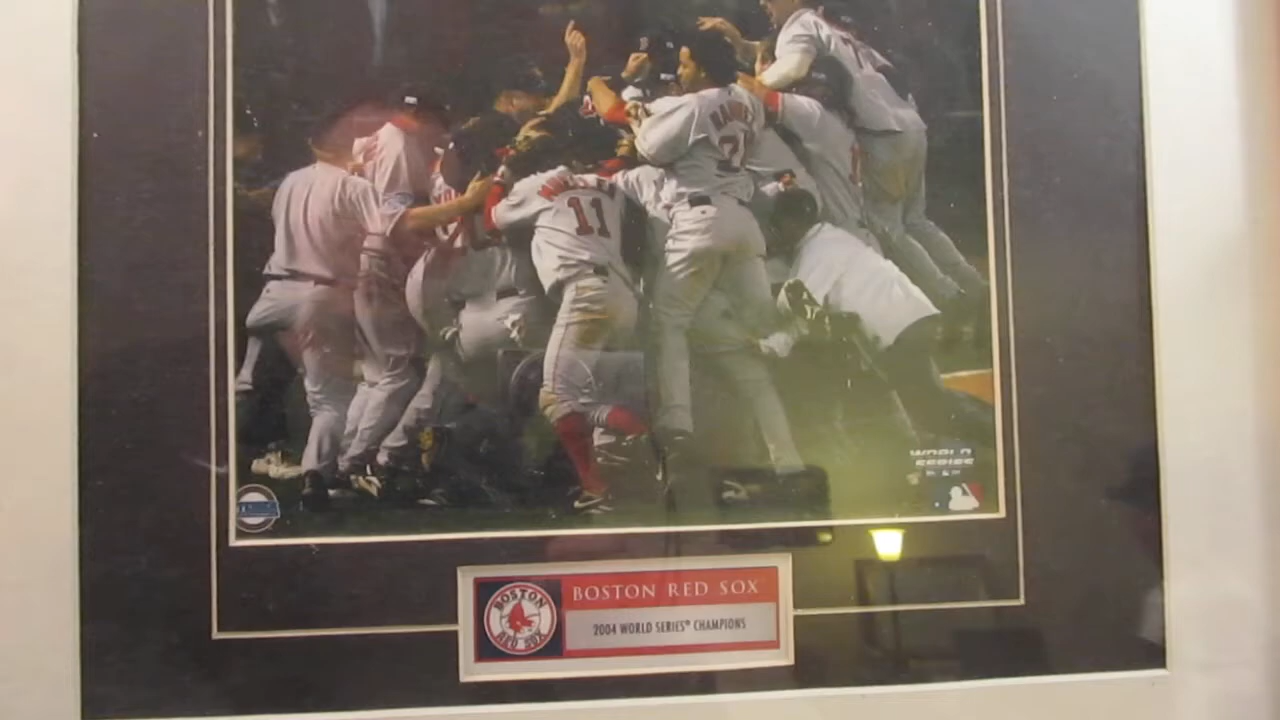 11
WORLD
SERIES
BOSTON
RED SOX
BOSTON RED SOX
2004 WORLD SERIES® CHAMPIONS